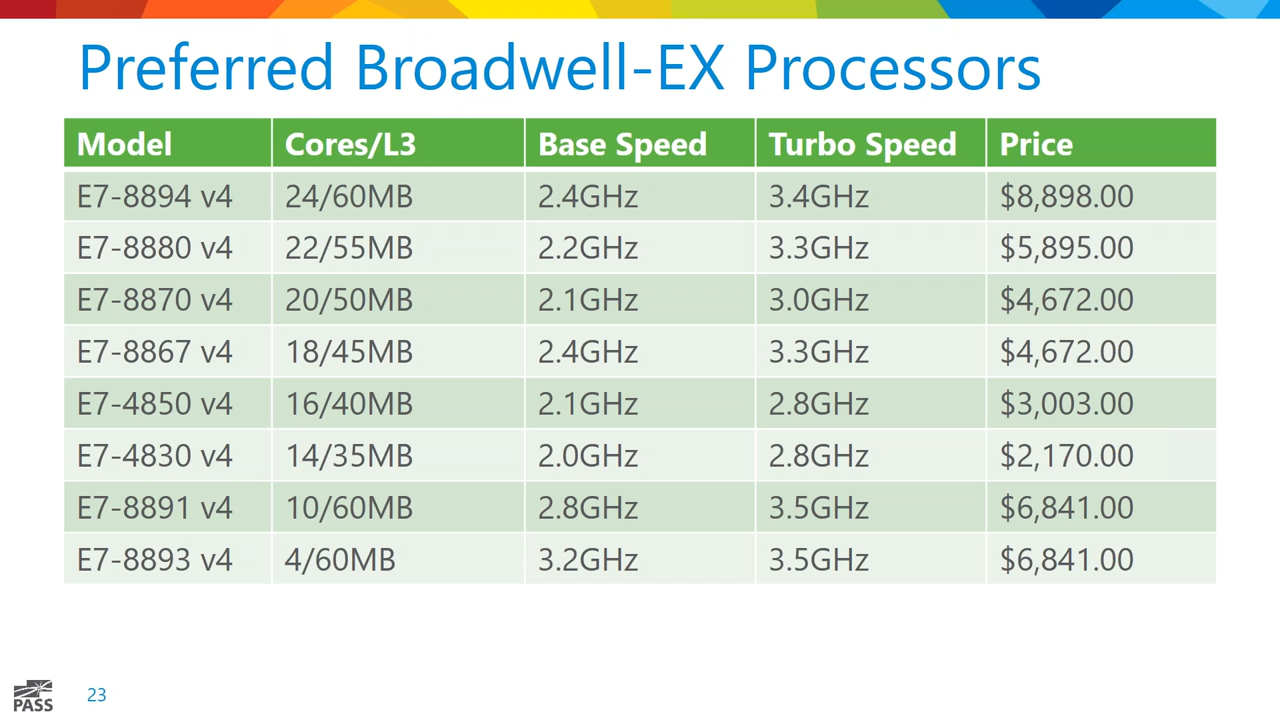 Preferred Broadwell-EX Processors
Model Cores/L3 Base Speed Turbo Speed Price
E7-8894 v4 24/60MB 2.4GHz 3.4GHz $8,898.00
E7-8880 v4 22/55MB 2.2GHz 3.3GHz $5,895.00
E7-8870 v4 20/50MB 2.1GHz 3.0GHz $4,672.00
E7-8867 v4 18/45MB 2.4GHz 3.3GHz $4,672.00
E7-4850 v4 16/40MB 2.1GHz 2.8GHz $3,003.00
E7-4830 v4 14/35MB 2.0GHz 2.8GHz $2,170.00
E7-8891 v4 10/60MB 2.8GHz 3.5GHz $6,841.00
E7-8893 v4 4/60MB 3.2GHz 3.5GHz $6,841.00
PASS 23